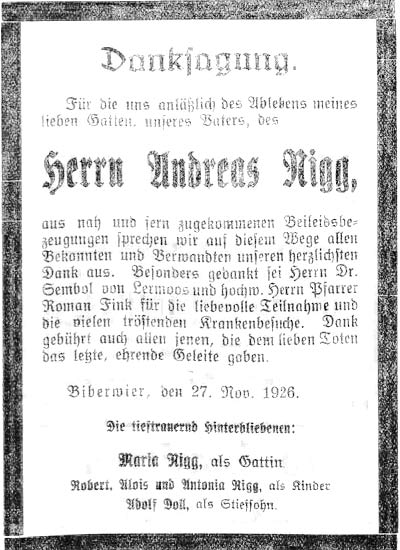 Danksagung.
Für die uns anläßlich des Ablebens meines
lieben Gatten, unseres Vaters, des
Herrn Andreas Nigg,
aus nah und fern zugekommenen Beileidsbe-
zeugungen sprechen wir auf diesem Wege allen
Bekannten und Verwandten unseren herzlichsten
Dank aus. Besonders gedankt sei Herrn Dr.
Sembol von Lermoos und hochw. Herrn Pfarrer
Roman Fink für die liebevolle Teilnahme und
die vielen tröstenden Krankenbesuche. Dank
gebührt auch allen jenen, die dem lieben Toten
das letzte, ehrende Geleite gaben.
Biberwier, den 27. Nov. 1926.
Die tieftrauernd Hinterbliebenen:
Maria Nigg, als Gattin
Robert, Alois und Antonia Nigg, als Kinder
Adolf Doll, als Stiefsohn.